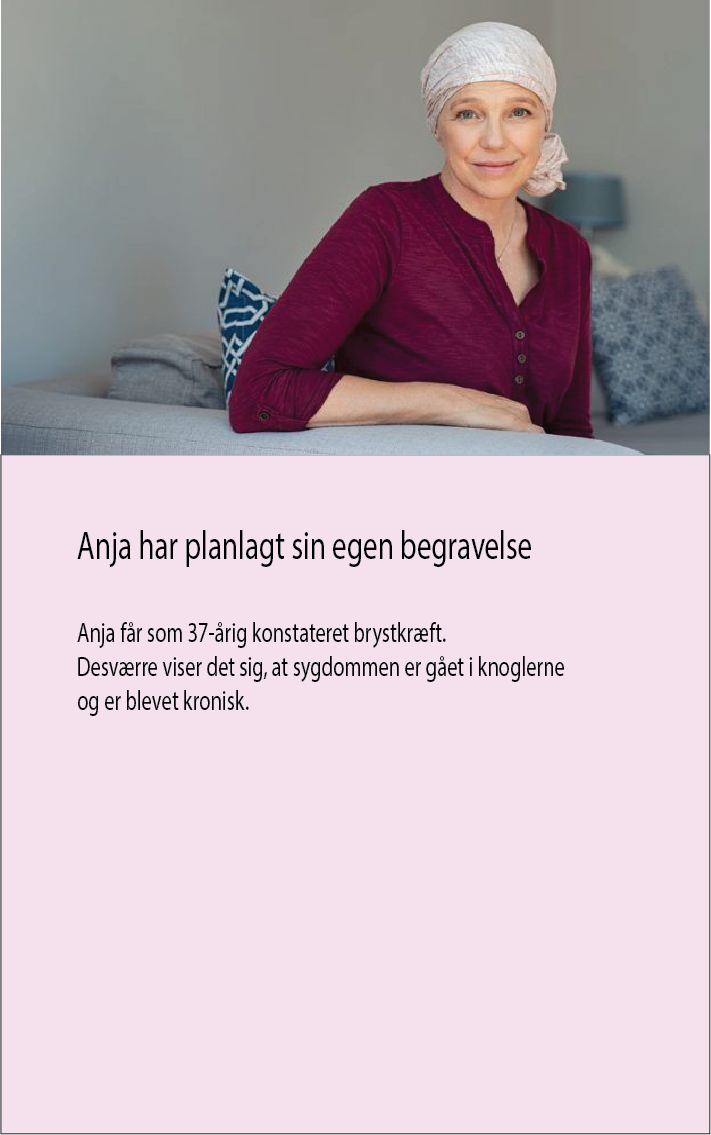 Anja har planlagt sin egen begravelse
Anja får som 37-årig konstateret brystkræft.
Desværre viser det sig, at sygdommen er gået i knoglerne
og er blevet kronisk.